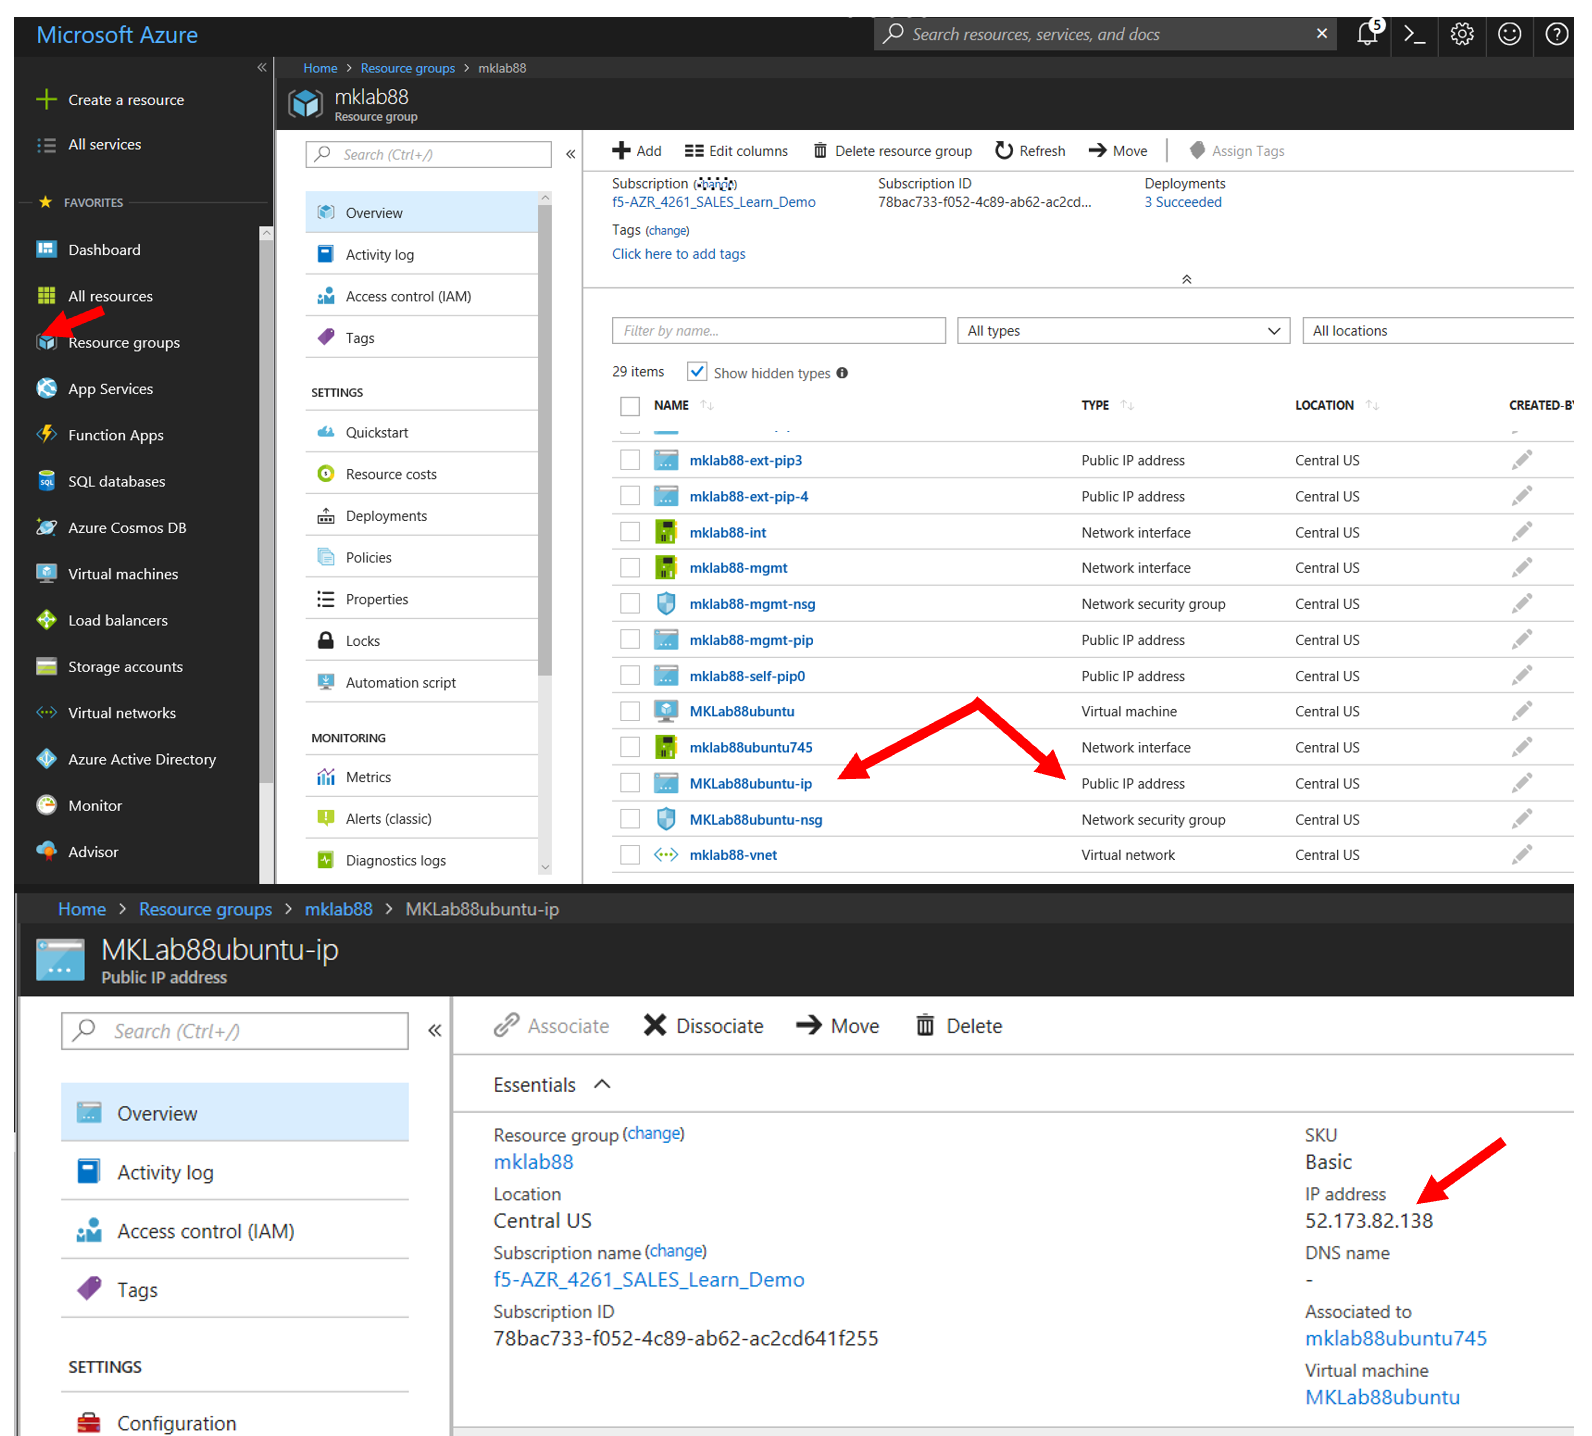 Microsoft Azure
Search resources, services, and docs
5
Home > Resource groups > mklab88
Create a resource
All services
FAVORITES
Dashboard
All resources
Resource groups
App Services
Function Apps
SQL databases
Azure Cosmos DB
Virtual machines
Load balancers
Storage accounts
Virtual networks
Azure Active Directory
Monitor
Advisor
mklab88
Resource group
Search (Ctrl+/)
Overview
Activity log
Access control (IAM)
Tags
SETTINGS
Quickstart
Resource costs
Deployments
Policies
Properties
Locks
Automation script
MONITORING
Metrics
Alerts (classic)
Diagnostics logs
Add Edit columns Delete resource group Refresh Move Assign Tags
Subscription (change) Subscription ID Deployments
f5-AZR_4261_SALES_Learn_Demo 78bac733-f052-4c89-ab62-ac2cd... 3 Succeeded
Tags (change)
Click here to add tags
Filter by name... All types All locations
29 items Show hidden types
NAME TYPE LOCATION CREATED-BY
mklab88-ext-pip3 Public IP address Central US
mklab88-ext-pip-4 Public IP address Central US
mklab88-int Network interface Central US
mklab88-mgmt Network interface Central US
mklab88-mgmt-nsg Network security group Central US
mklab88-mgmt-pip Public IP address Central US
mklab88-self-pip0 Public IP address Central US
MKLab88ubuntu Virtual machine Central US
mklab88ubuntu745 Network interface Central US
MKLab88ubuntu-ip Public IP address Central US
MKLab88ubuntu-nsg Network security group Central US
mklab88-vnet Virtual network Central US
Home > Resource groups > mklab88 > MKLab88ubuntu-ip
MKLab88ubuntu-ip
Public IP address
Search (Ctrl+/)
Overview
Activity log
Access control (IAM)
Tags
SETTINGS
Configuration
Associate Dissociate Move Delete
Essentials
Resource group (change)
mklab88
Location
Central US
Subscription name (change)
f5-AZR_4261_SALES_Learn_Demo
Subscription ID
78bac733-f052-4c89-ab62-ac2cd641f255
SKU
Basic
IP address
52.173.82.138
DNS name
-
Associated to
mklab88ubuntu745
Virtual machine
MKLab88ubuntu